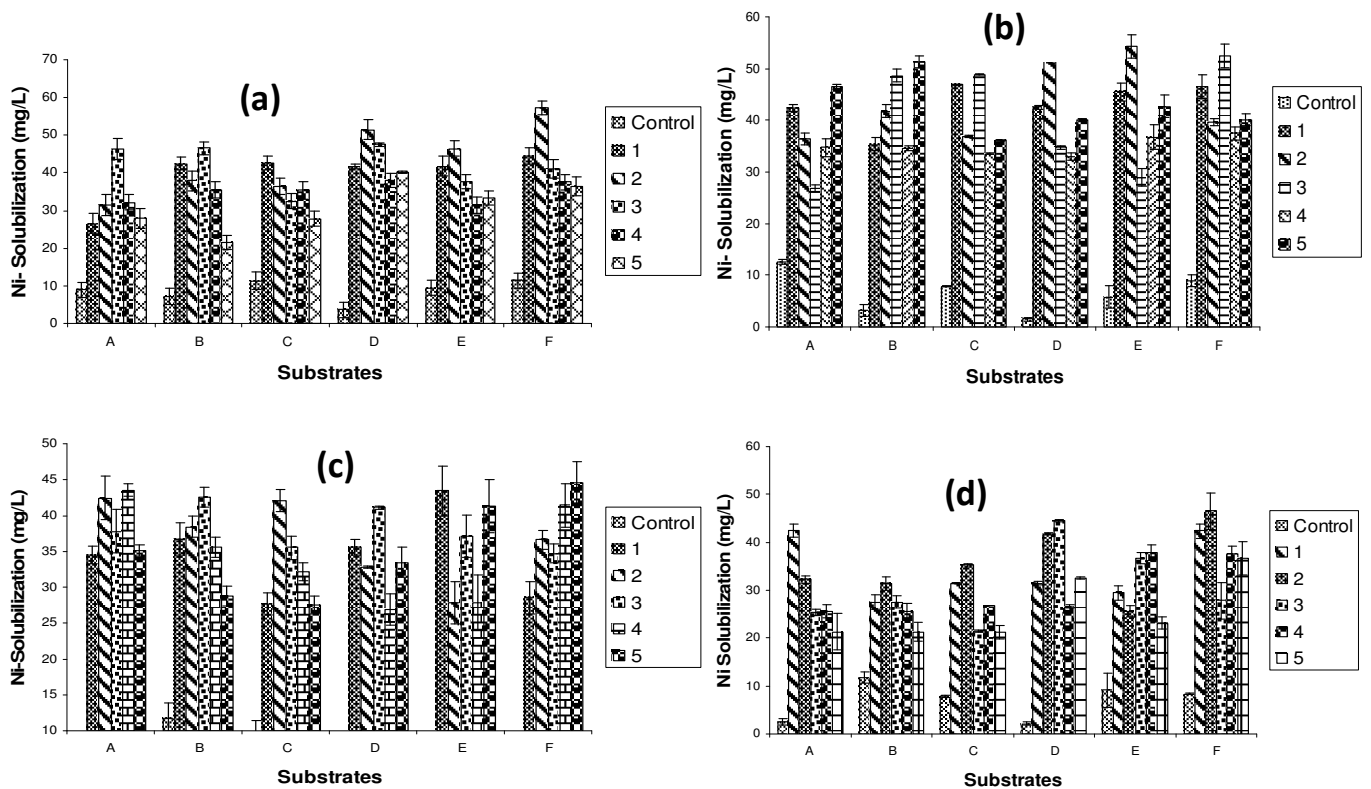 (a)
Ni- Solubilization (mg/L)
70
60
50
40
30
20
10
0
A B C D E F
Substrates
Control
1
2
3
4
5
(b)
Ni- Solubilization (mg/L)
60
50
40
30
20
10
0
A B C D E F
Substrates
Control
1
2
3
4
5
(c)
Ni-Solubilization (mg/L)
50
45
40
35
30
25
20
15
10
A B C D E F
Substrates
Control
1
2
3
4
5
(d)
Ni Solubilization (mg/L)
60
50
40
30
20
10
0
A B C D E F
Substrates
Control
1
2
3
4
5